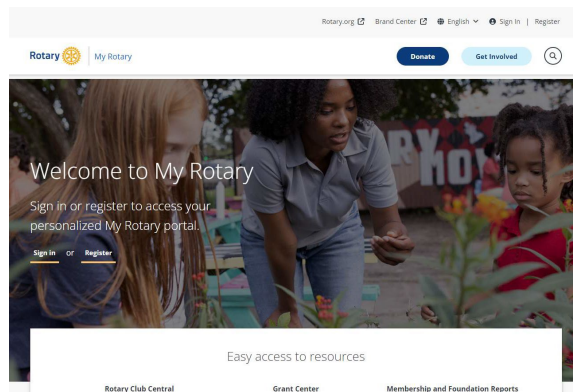 Rotary.org Brand Center English Sign In | Register
Rotary My Rotary Donate Get Involved
Welcome to My Rotary
Sign in or register to access your
personalized My Rotary portal.
Sign in or Register
Easy access to resources
Rotary Club Central Grant Center Membership and Foundation Reports